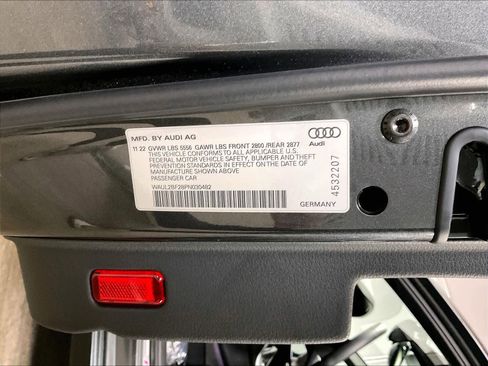 MFD. BY AUDI AG
11 22 GVWR LBS 5556 GAWR LBS FRONT 2800 /REAR 2877
THIS VEHICLE CONFORMS TO ALL APPLICABLE U.S.
FEDERAL MOTOR VEHICLE SAFETY, BUMPER AND THEFT
PREVENTION STANDARDS IN EFFECT ON THE DATE OF
MANUFACTURE SHOWN ABOVE
PASSENGER CAR
WAUL2BF28PN030482
Audi
4532207
GERMANY